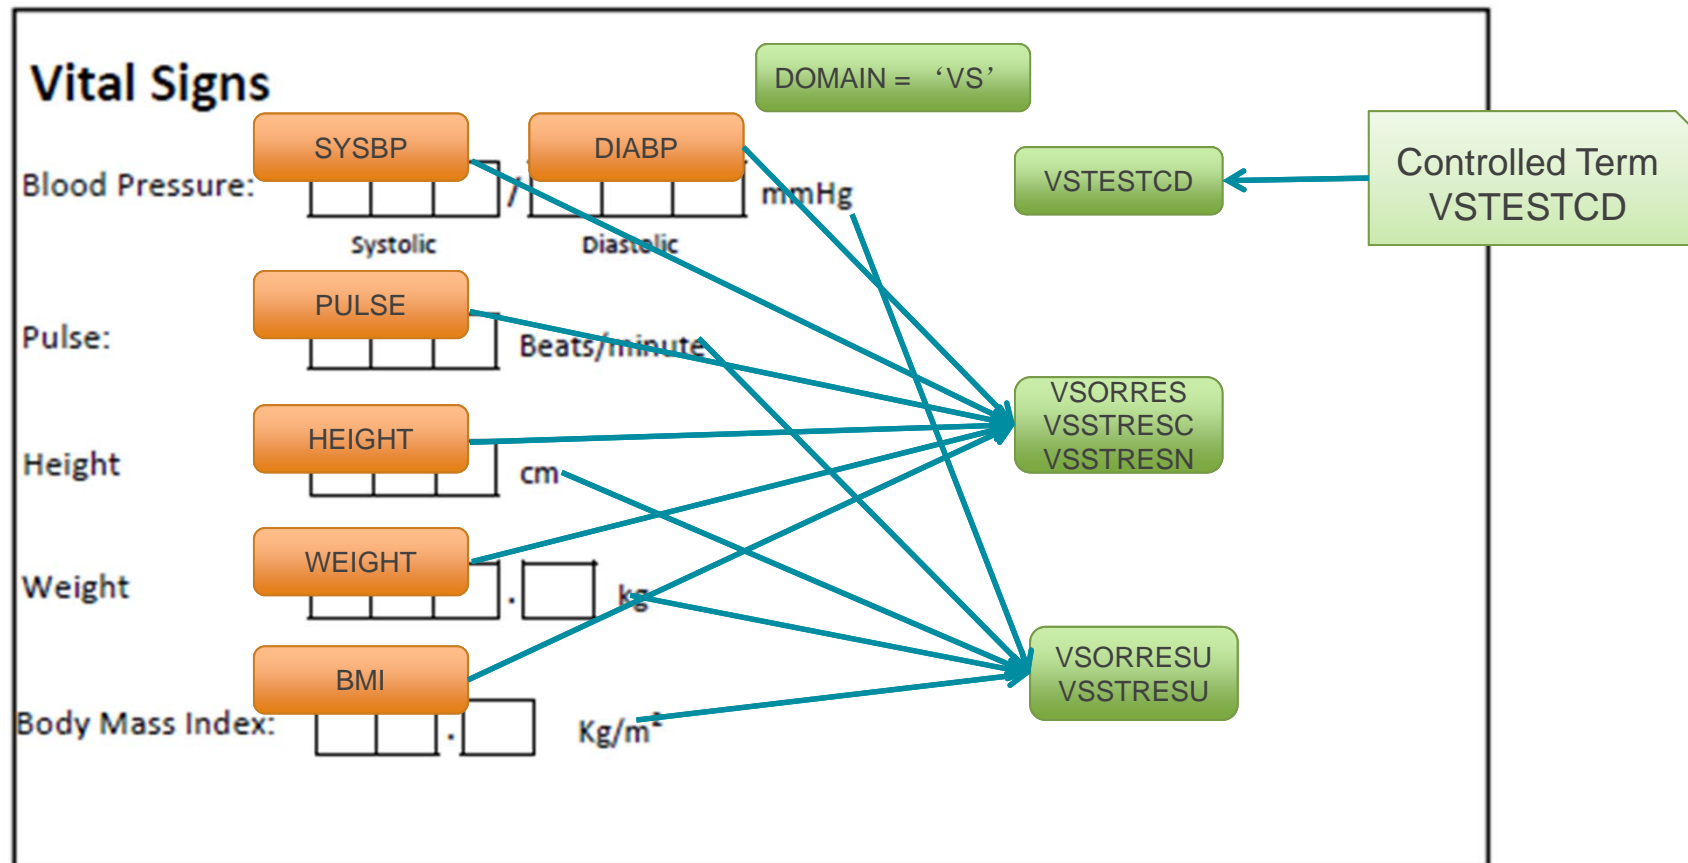 Vital Signs
DOMAIN = ‘VS’
SYSBP
DIABP
Blood Pressure:
/
mmHg
Systolic
Diastolic
VSTESTCD
Controlled Term
VSTESTCD
PULSE
Pulse:
Beats/minute
VSORRES
VSSTRESC
VSSTRESN
HEIGHT
Height
cm
WEIGHT
Weight
.
kg
VSORRESU
VSSTRESU
BMI
Body Mass Index:
.
Kg/m²